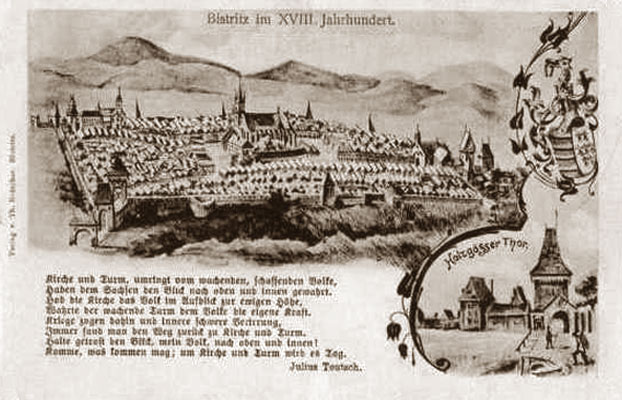 Bistritz im XVIII. Jahrhundert.
Holzgasser Thor.
Kirche und Turm, umringt vom wachenden, schaffenden Volke,
Haben dem Sachsen den Blick nach oben und innen gewahrt.
Hob die Kirche das Volk im Aufblick zur ewigen Höhe,
Wahrte der wachende Turm dem Volke die eigene Kraft.
Kriege zogen dahin und innere schwere Verirrung,
Immer fand man den Weg zurück zu Kirche und Turm.
Halte getrost den Blick, mein Volk, nach oben und innen!
Komme, was kommen mag; um Kirche und Turm wird es Tag.
Julius Teutsch.
Verlag v. Th. Bistritz.